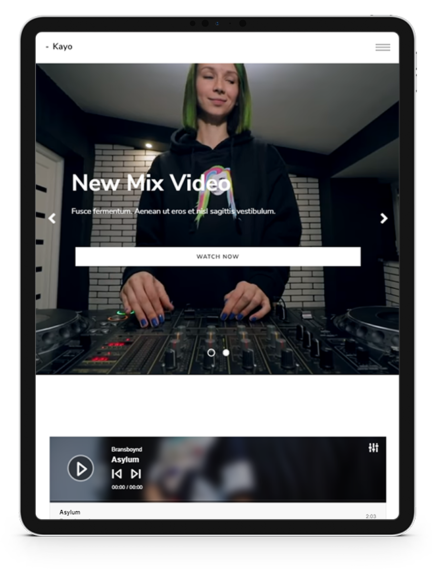 - Kayo
New Mix Video
Fusce fermentum. Aenean ut eros et nisl sagittis vestibulum.
WATCH NOW
Bransboynd
Asylum
00:00 / 00:00
Asylum
2:03